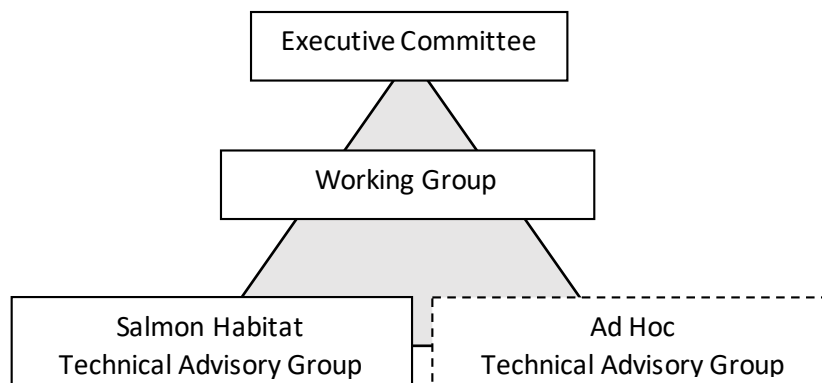 Executive Committee
Working Group
Salmon Habitat
Technical Advisory Group
Ad Hoc
Technical Advisory Group